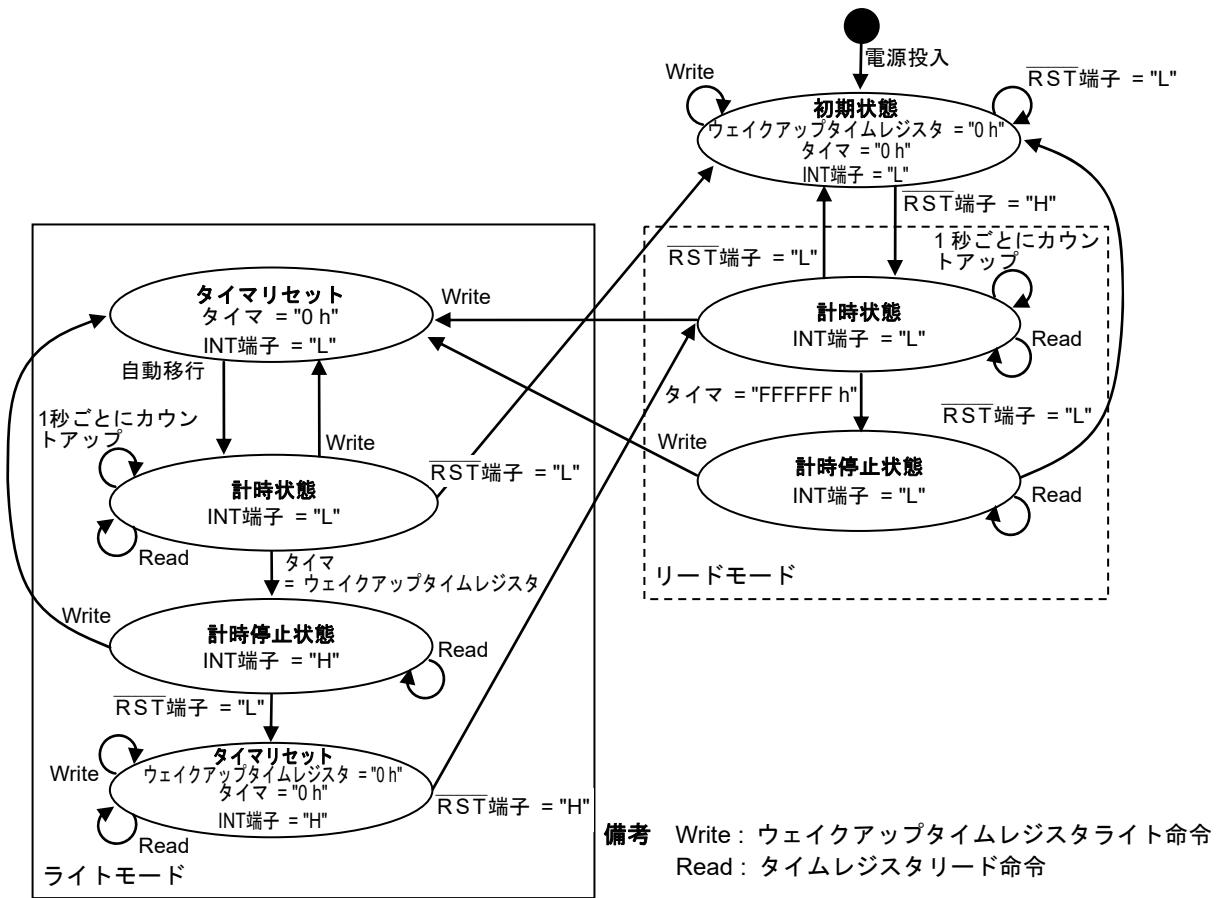 電源投入
Write
RST端子 = "L"
初期状態
ウェイクアップタイムレジスタ = "0 h"
タイマ = "0 h"
INT端子 = "L"
RST端子 = "H"
RST端子 = "L"
1 秒ごとにカウン
トアップ
計時状態
INT端子 = "L"
Read
タイマ = "FFFFFF h"
RST端子 = "L"
Write
計時停止状態
INT端子 = "L"
Read
リードモード
タイマリセット
タイマ = "0 h"
INT端子 = "L"
Write
自動移行
1秒ごとにカウン
トアップ
Write
RST端子 = "L"
計時状態
INT端子 = "L"
Read
タイマ
= ウェイクアップタイムレジスタ
Write
計時停止状態
INT端子 = "H"
Read
RST端子 = "L"
タイマリセット
ウェイクアップタイムレジスタ = "0 h"
タイマ = "0 h"
INT端子 = "H"
Write
Read
RST端子 = "H"
ライトモード
備考 Write : ウェイクアップタイムレジスタライト命令
Read : タイムレジスタリード命令